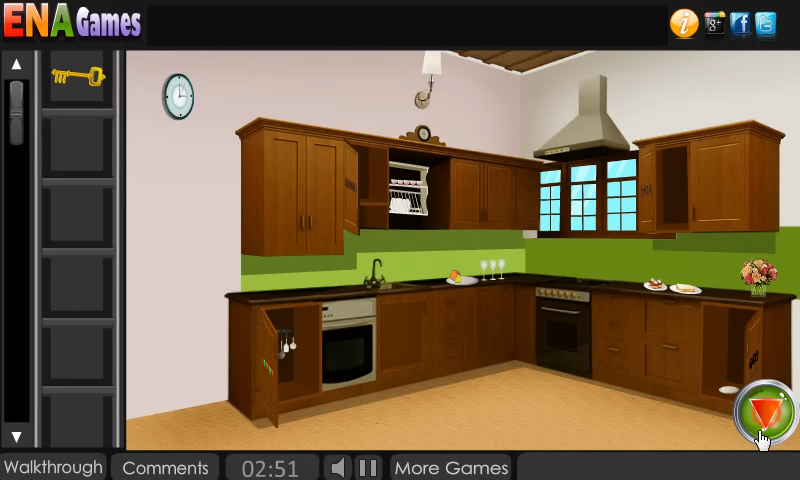 ENA Games
i
g+
f
t
Walkthrough
Comments
02:51
More Games